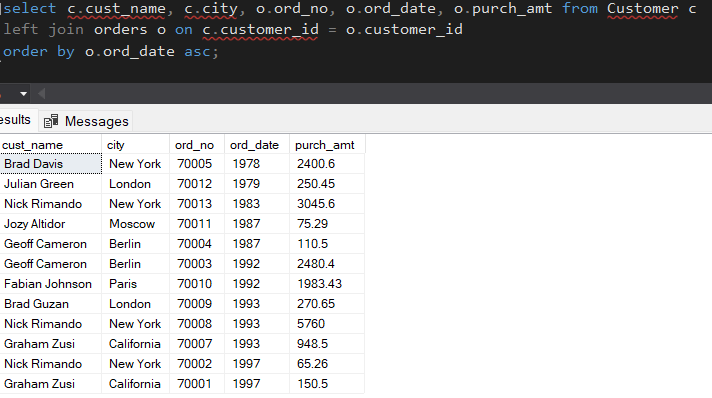 select c.cust_name, c.city, o.ord_no, o.ord_date, o.purch_amt from Customer c
left join orders o on c.customer_id = o.customer_id
order by o.ord_date asc;
esults Messages
cust_name city ord_no ord_date purch_amt
Brad Davis New York 70005 1978 2400.6
Julian Green London 70012 1979 250.45
Nick Rimando New York 70013 1983 3045.6
Jozy Altidor Moscow 70011 1987 75.29
Geoff Cameron Berlin 70004 1987 110.5
Geoff Cameron Berlin 70003 1992 2480.4
Fabian Johnson Paris 70010 1992 1983.43
Brad Guzan London 70009 1993 270.65
Nick Rimando New York 70008 1993 5760
Graham Zusi California 70007 1993 948.5
Nick Rimando New York 70002 1997 65.26
Graham Zusi California 70001 1997 150.5